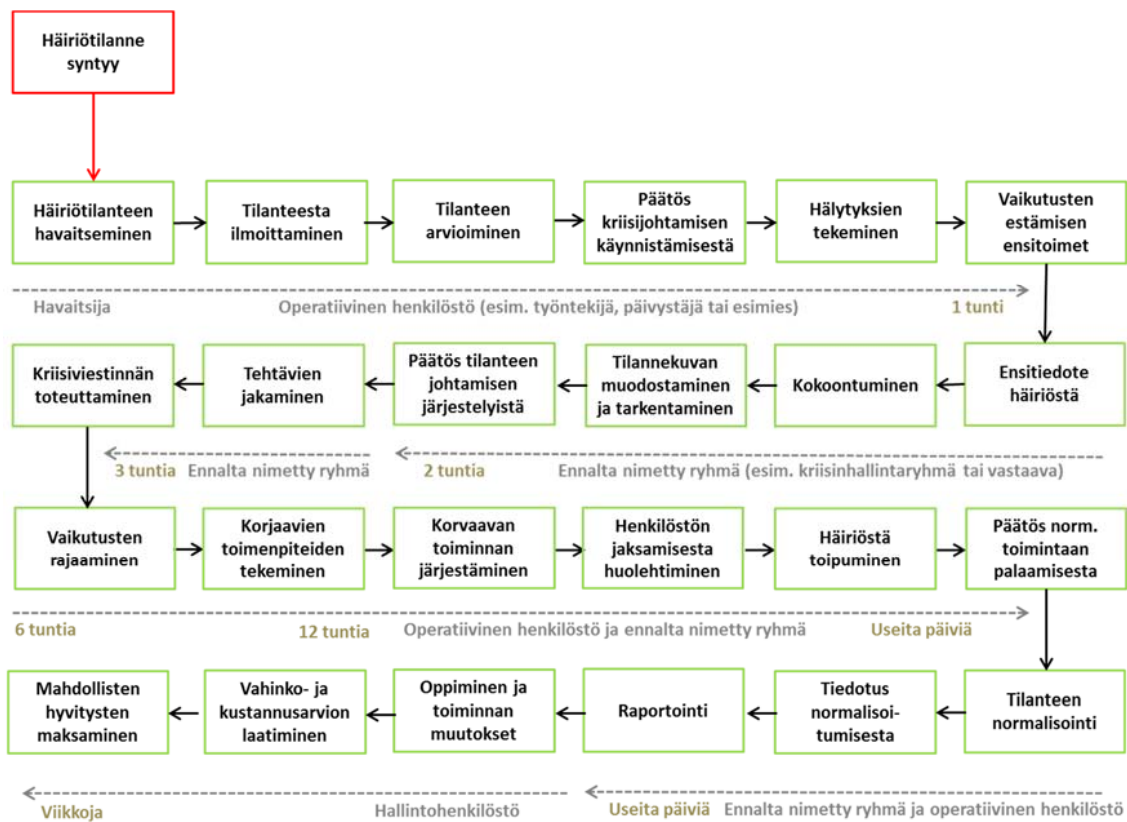 Häiriötilanne
syntyy
Häiriötilanteen
havaitseminen
Tilanteesta
ilmoittaminen
Tilanteen
arvioiminen
Päätös
kriisijohtamisen
käynnistämisestä
Hälytyksien
tekeminen
Vaikutusten
estämisen
ensitoimet
Havaitsija
Operatiivinen henkilöstö (esim. työntekijä, päivystäjä tai esimies)
1 tunti
Kriisiviestinnän
toteuttaminen
Tehtävien
jakaminen
Päätös tilanteen
johtamisen
järjestelyistä
Tilannekuvan
muodostaminen
ja tarkentaminen
Kokoontuminen
Ensitiedote
häiriöstä
3 tuntia
Ennalta nimetty ryhmä
2 tuntia
Ennalta nimetty ryhmä (esim. kriisinhallintaryhmä tai vastaava)
Vaikutusten
rajaaminen
Korjaavien
toimenpiteiden
tekeminen
Korvaavan
toiminnan
järjestäminen
Henkilöstön
jaksamisesta
huolehtiminen
Häiriöstä
toipuminen
Päätös norm.
toimintaan
palaamisesta
6 tuntia
12 tuntia
Operatiivinen henkilöstö ja ennalta nimetty ryhmä
Useita päiviä
Mahdollisten
hyvitysten
maksaminen
Vahinko- ja
kustannusarvion
laatiminen
Oppiminen ja
toiminnan
muutokset
Raportointi
Tiedotus
normalisoi-
tumisesta
Tilanteen
normalisointi
Viikkoja
Hallintohenkilöstö
Useita päiviä
Ennalta nimetty ryhmä ja operatiivinen henkilöstö